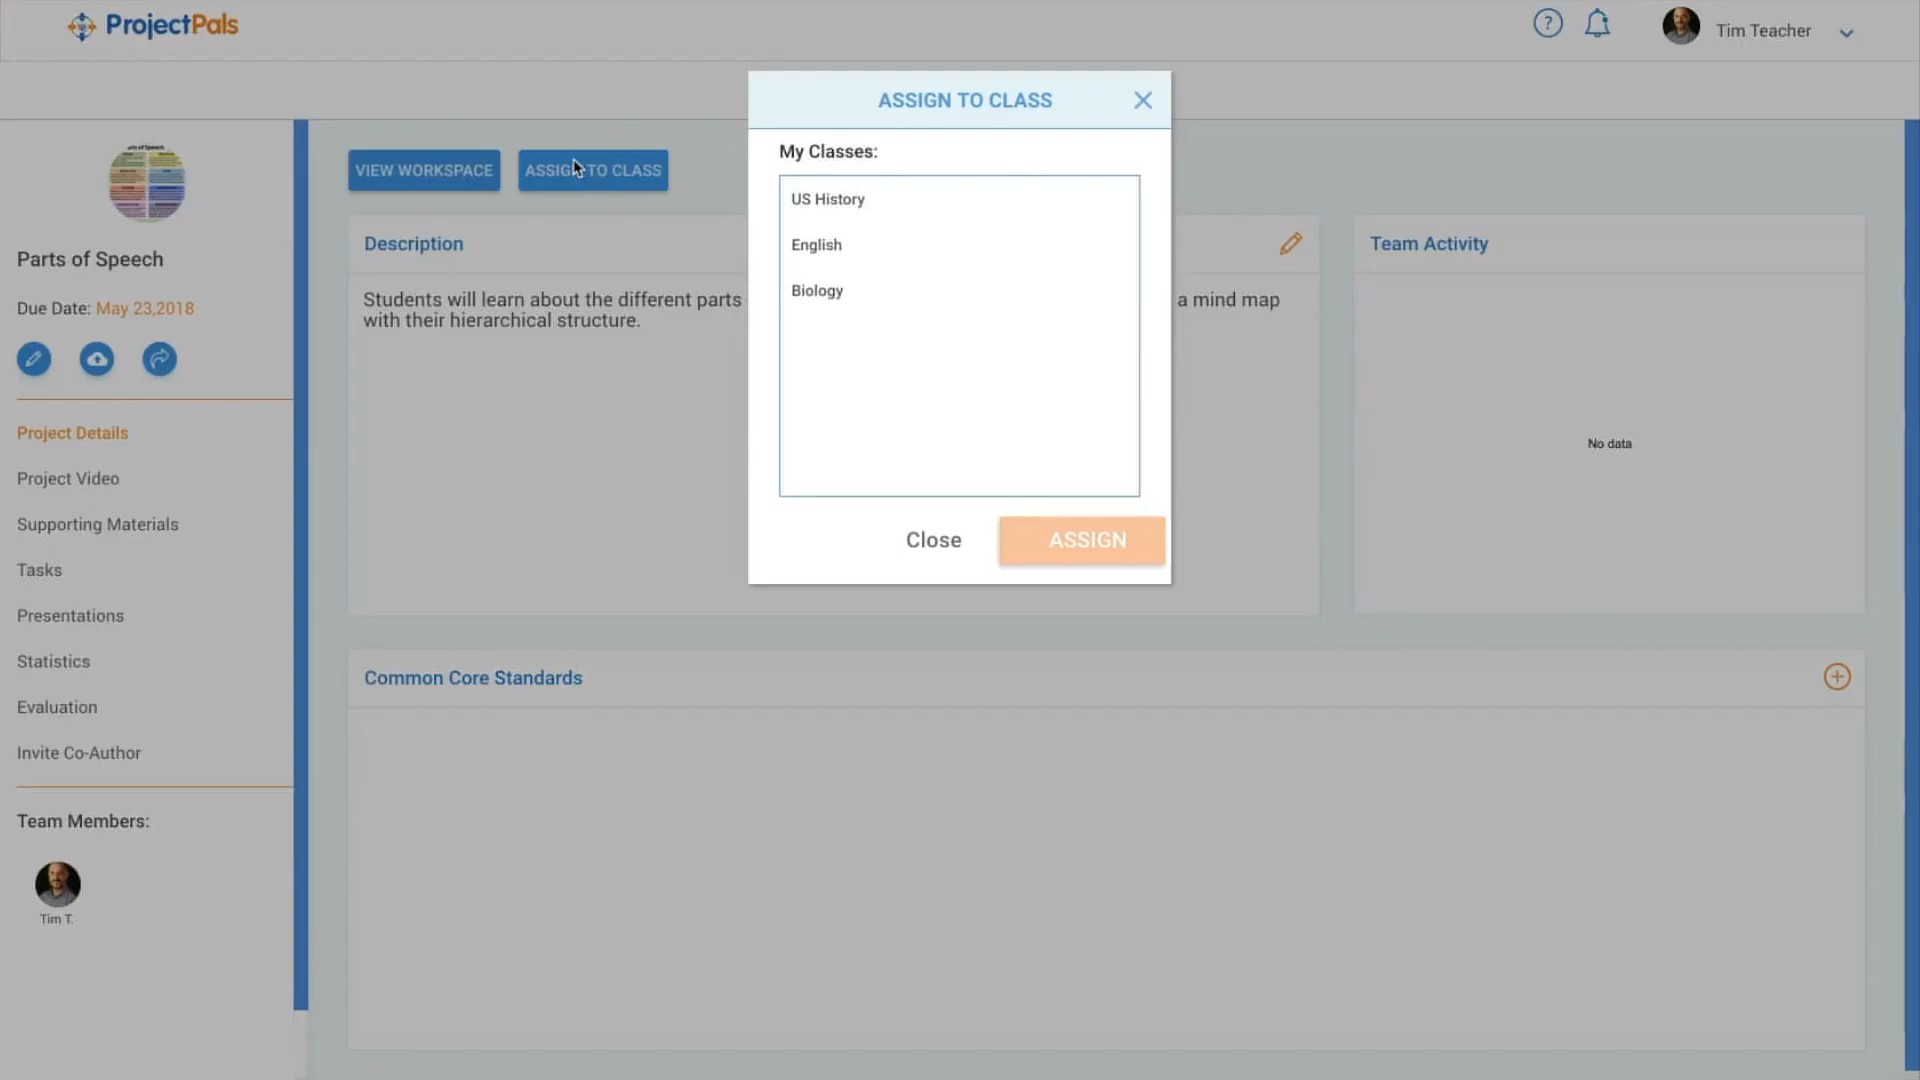 ProjectPals
Tim Teacher
ASSIGN TO CLASS
My Classes:
US History
English
Biology
Close
ASSIGN
Parts of Speech
Parts of Speech
Due Date: May 23,2018
Project Details
Project Video
Supporting Materials
Tasks
Presentations
Statistics
Evaluation
Invite Co-Author
Team Members:
Tim T.
VIEW WORKSPACE
ASSIGN TO CLASS
Description
Students will learn about the different parts
a mind map
with their hierarchical structure.
Team Activity
No data
Common Core Standards